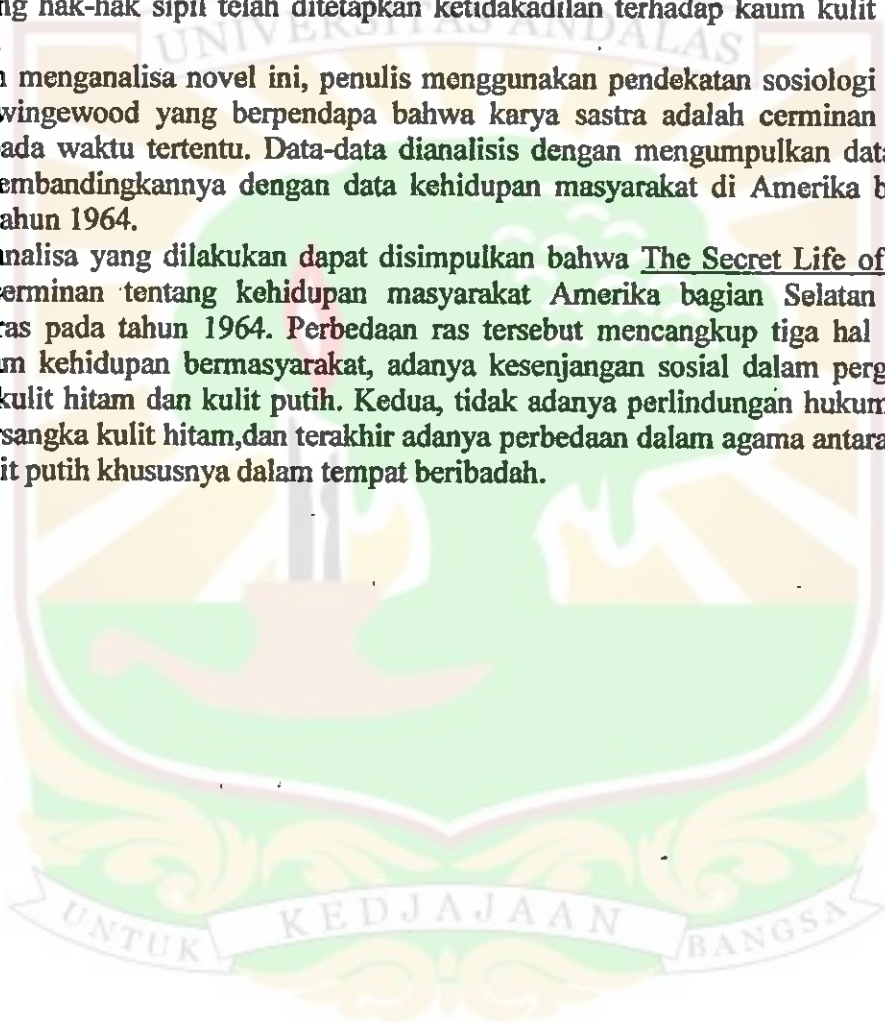 ng hak-hak sipil telah ditetapkan ketidakadilan terhadap kaum kulit
UNIVERSITAS ANDALAS
n menganalisa novel ini, penulis menggunakan pendekatan sosiologi
wingewood yang berpendapa bahwa karya sastra adalah cerminan
pada waktu tertentu. Data-data dianalisis dengan mengumpulkan data
embandingkannya dengan data kehidupan masyarakat di Amerika b
ahun 1964.
nalisa yang dilakukan dapat disimpulkan bahwa The Secret Life of
cerminan tentang kehidupan masyarakat Amerika bagian Selatan
ras pada tahun 1964. Perbedaan ras tersebut mencangkup tiga hal
m kehidupan bermasyarakat, adanya kesenjangan sosial dalam perg
kulit hitam dan kulit putih. Kedua, tidak adanya perlindungan hukum
rsangka kulit hitam,dan terakhir adanya perbedaan dalam agama antara
it putih khususnya dalam tempat beribadah.
UNTUK KEDJAJAAN BANGSA